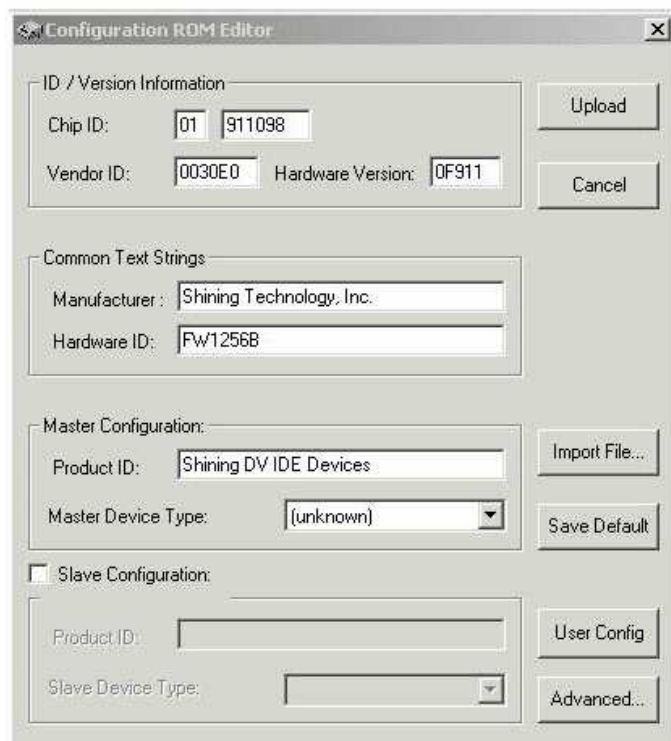 Configuration ROM Editor
ID / Version Information
Chip ID: 01 911098
Vendor ID: 0030E0 Hardware Version: 0F911
Upload
Cancel
Common Text Strings
Manufacturer : Shining Technology, Inc.
Hardware ID: FW1256B
Master Configuration:
Product ID: Shining DV IDE Devices
Master Device Type: (unknown)
Import File...
Save Default
Slave Configuration:
Product ID:
Slave Device Type:
User Config
Advanced...